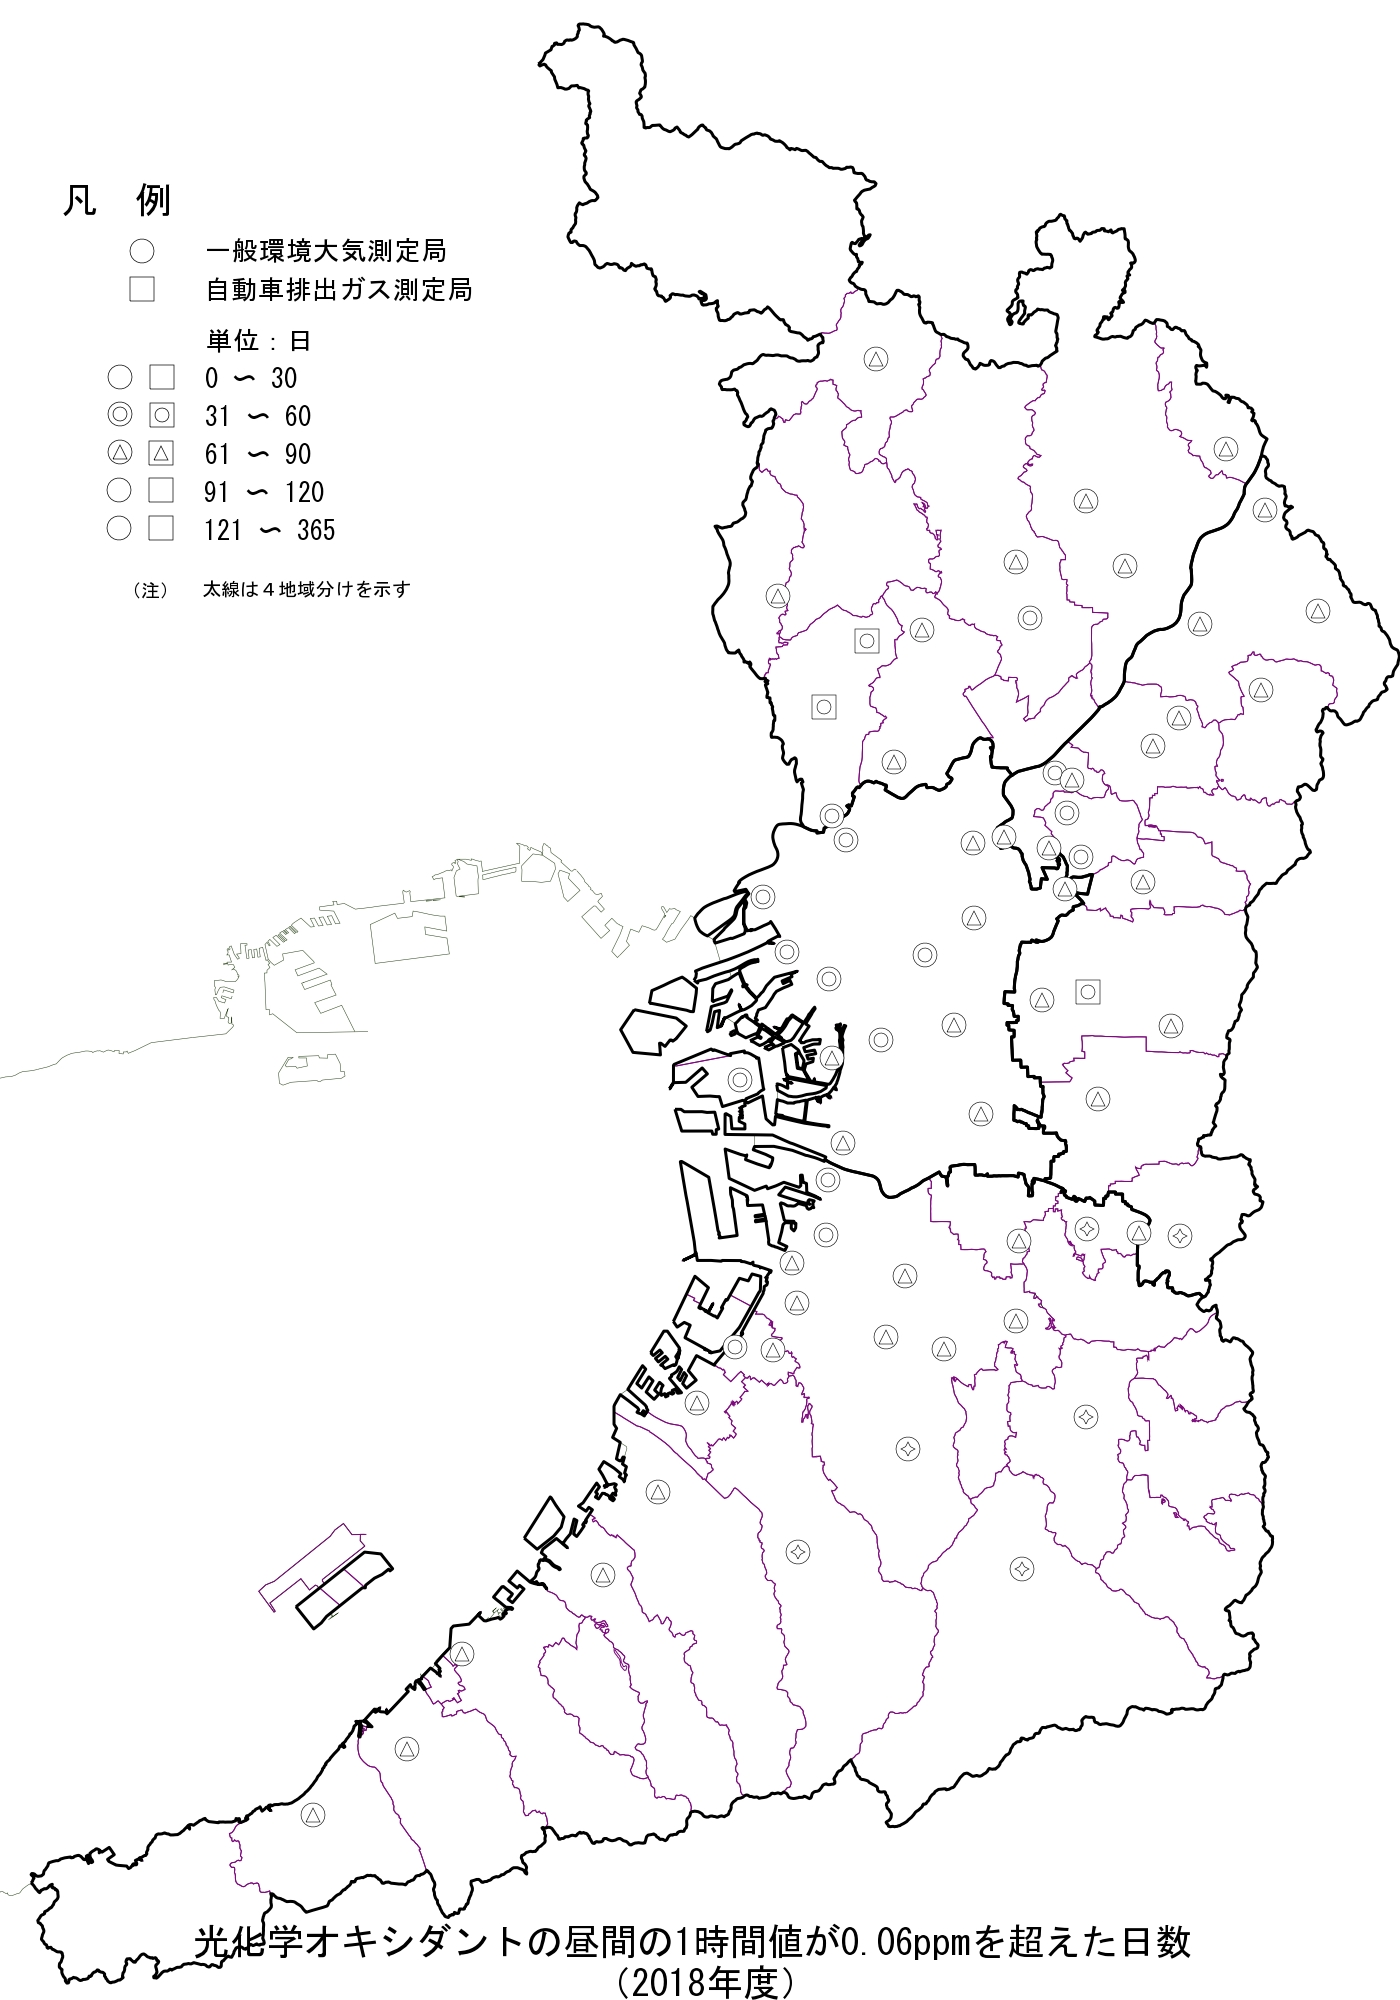 凡 例
一般環境大気測定局
自動車排出ガス測定局
単位：日
0 ～ 30
31 ～ 60
61 ～ 90
91 ～ 120
121 ～ 365
（注） 太線は４地域分けを示す
光化学オキシダントの昼間の1時間値が0.06ppmを超えた日数
（2018年度）